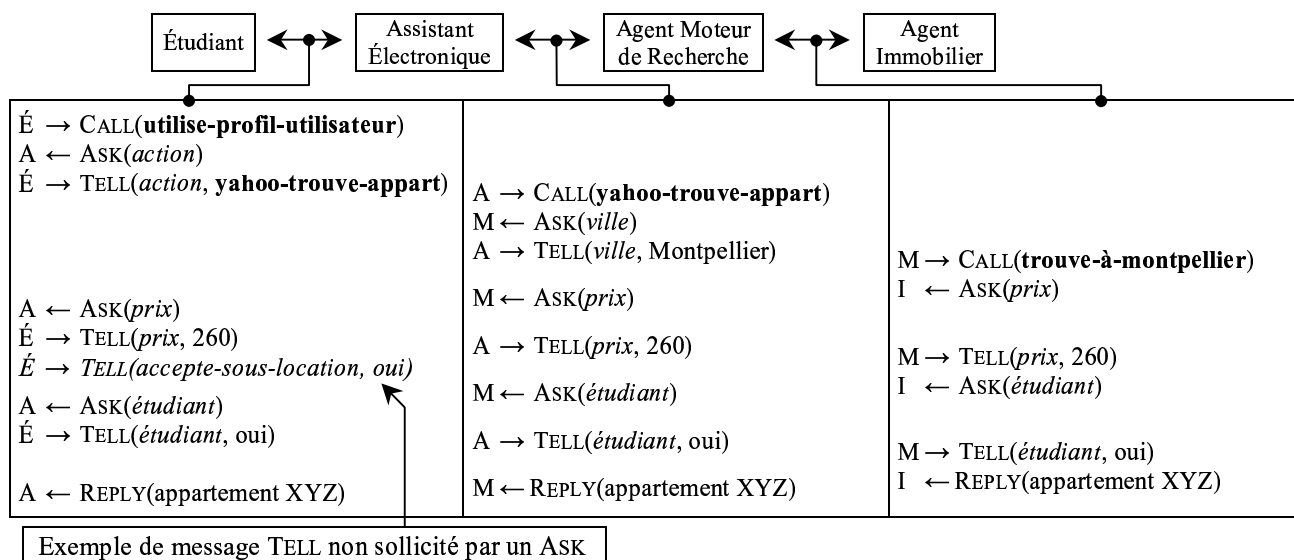 Étudiant
Assistant
Électronique
Agent Moteur
de Recherche
Agent
Immobilier
É → CALL(utilise-profil-utilisateur)
A ← ASK(action)
É → TELL(action, yahoo-trouve-appart)
A ← ASK(prix)
É → TELL(prix, 260)
É → TELL(accepte-sous-location, oui)
A ← ASK(étudiant)
É → TELL(étudiant, oui)
A ← REPLY(appartement XYZ)
A → CALL(yahoo-trouve-appart)
M ← ASK(ville)
A → TELL(ville, Montpellier)
M ← ASK(prix)
A → TELL(prix, 260)
M ← ASK(étudiant)
A → TELL(étudiant, oui)
M ← REPLY(appartement XYZ)
M → CALL(trouve-à-montpellier)
I ← ASK(prix)
M → TELL(prix, 260)
I ← ASK(étudiant)
M → TELL(étudiant, oui)
I ← REPLY(appartement XYZ)
Exemple de message TELL non sollicité par un ASK